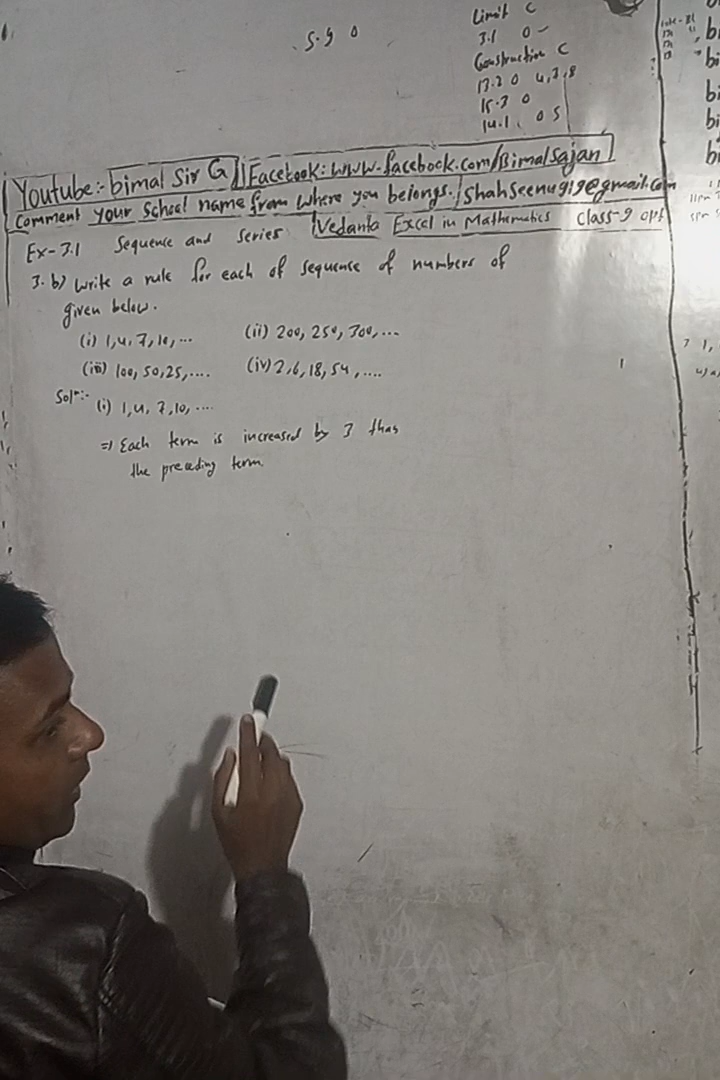 5.9 0
Limit C
3.1 0 -
Construction C
13.2 0 4,7,8
15.3 0
14.1 0 5
Youtube:- bimal Sir G || Facebook: www.facebook.com/BimalSajan
Comment your School name from where you belongs. / Shahseenu919@gmail.com
Ex-3.1 Sequence and series Vedanta Excel in Mathematics class-9 opt
3. b) Write a rule for each of sequence of numbers of
given below.
(i) 1,4,7,10,... (ii) 200, 250, 300,...
(iii) 100, 50,25,.... (iv) 2,6,18,54,....
Solⁿ:-
(i) 1,4,7,10,....
=> Each term is increased by 3 than
the preceding term.